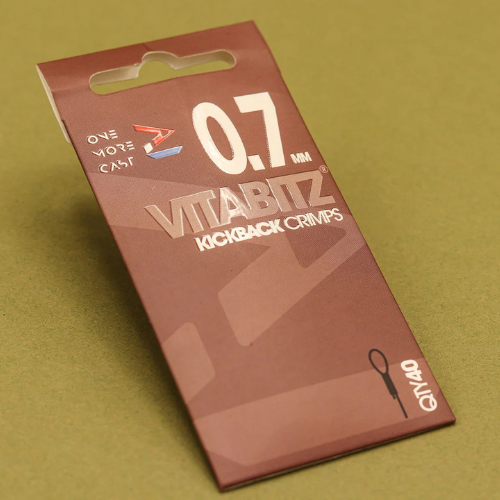 ONE
MORE
CAST
0.7 MM
VITABITZ®
KICKBACK CRIMPS
QTY40